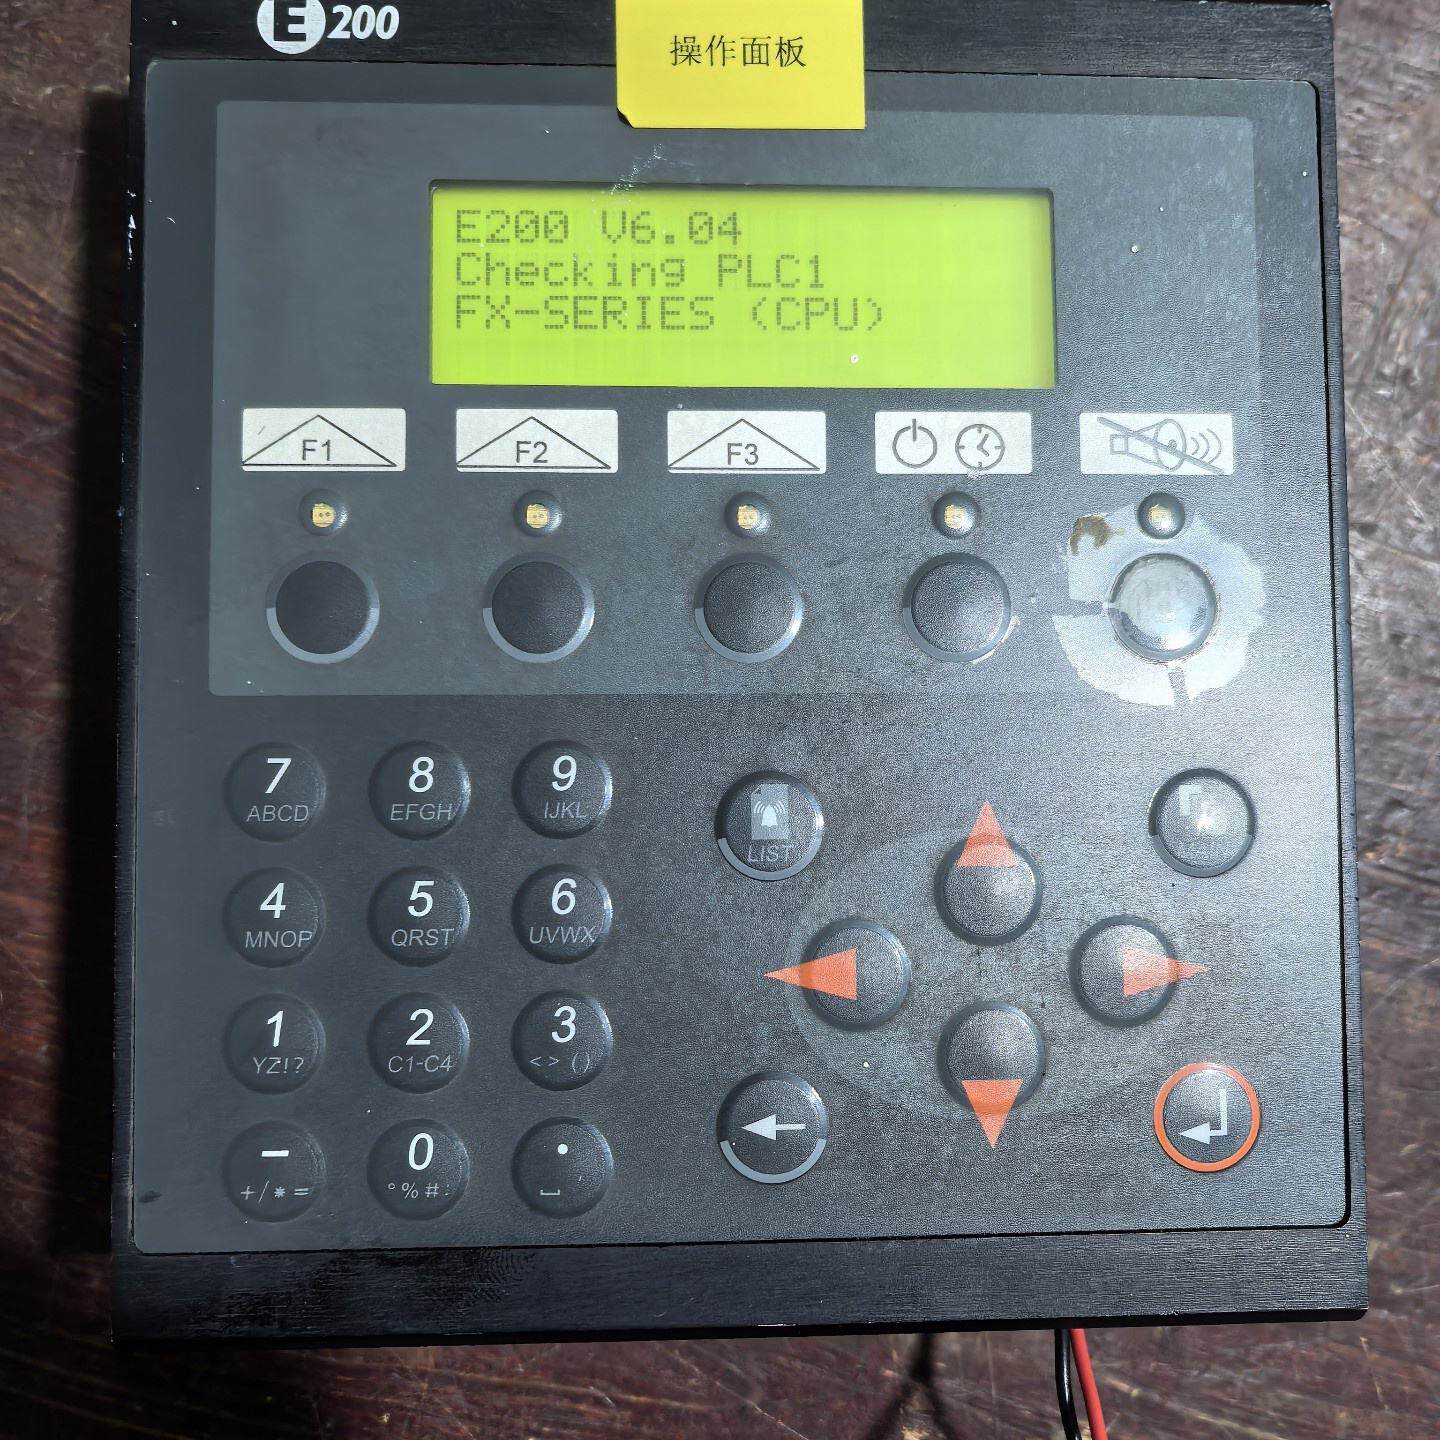 E200
操作面板
E200 V6.04
Checking PLC1
FX-SERIES (CPU)
F1 F2 F3
7 8 9
ABCD EFGH IJKL
LIST
4 5 6
MNOP QRST UVWX
1 2 3
YZ!? C1-C4 <> ()
- 0 .
+/*= °%#: ␣ ,